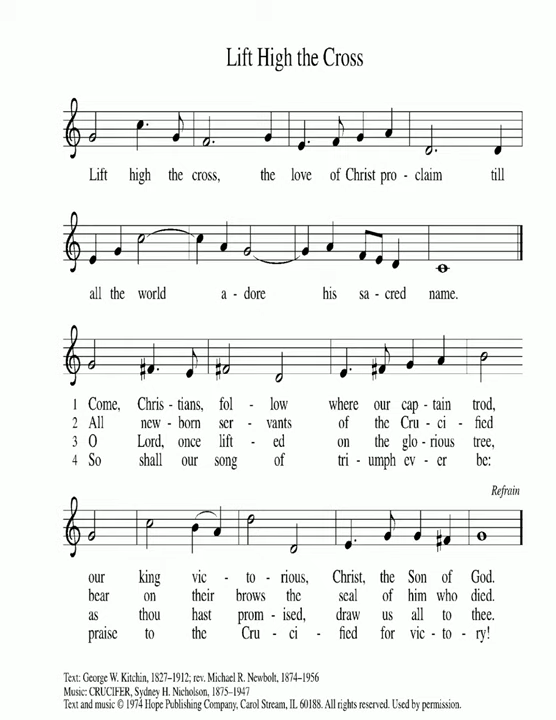 Lift High the Cross
Lift high the cross, the love of Christ pro - claim till
all the world a - dore his sa - cred name.
1 Come, Chris - tians, fol - low where our cap - tain trod,
2 All new - born ser - vants of the Cru - ci - fied
3 O Lord, once lift - ed on the glo - rious tree,
4 So shall our song of tri - umph ev - er be:
Refrain
our king vic - to - rious, Christ, the Son of God.
bear on their brows the seal of him who died.
as thou hast prom - ised, draw us all to thee.
praise to the Cru - ci - fied for vic - to - ry!
Text: George W. Kitchin, 1827–1912; rev. Michael R. Newbolt, 1874–1956
Music: CRUCIFER, Sydney H. Nicholson, 1875–1947
Text and music © 1974 Hope Publishing Company, Carol Stream, IL 60188. All rights reserved. Used by permission.